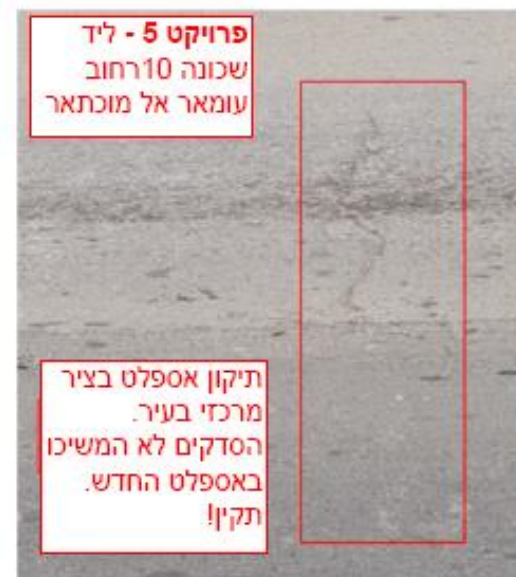 פרויקט 5 - ליד
שכונה 10רחוב
עומאר אל מוכתאר
תיקון אספלט בציר
מרכזי בעיר.
הסדקים לא המשיכו
באספלט החדש.
תקין!